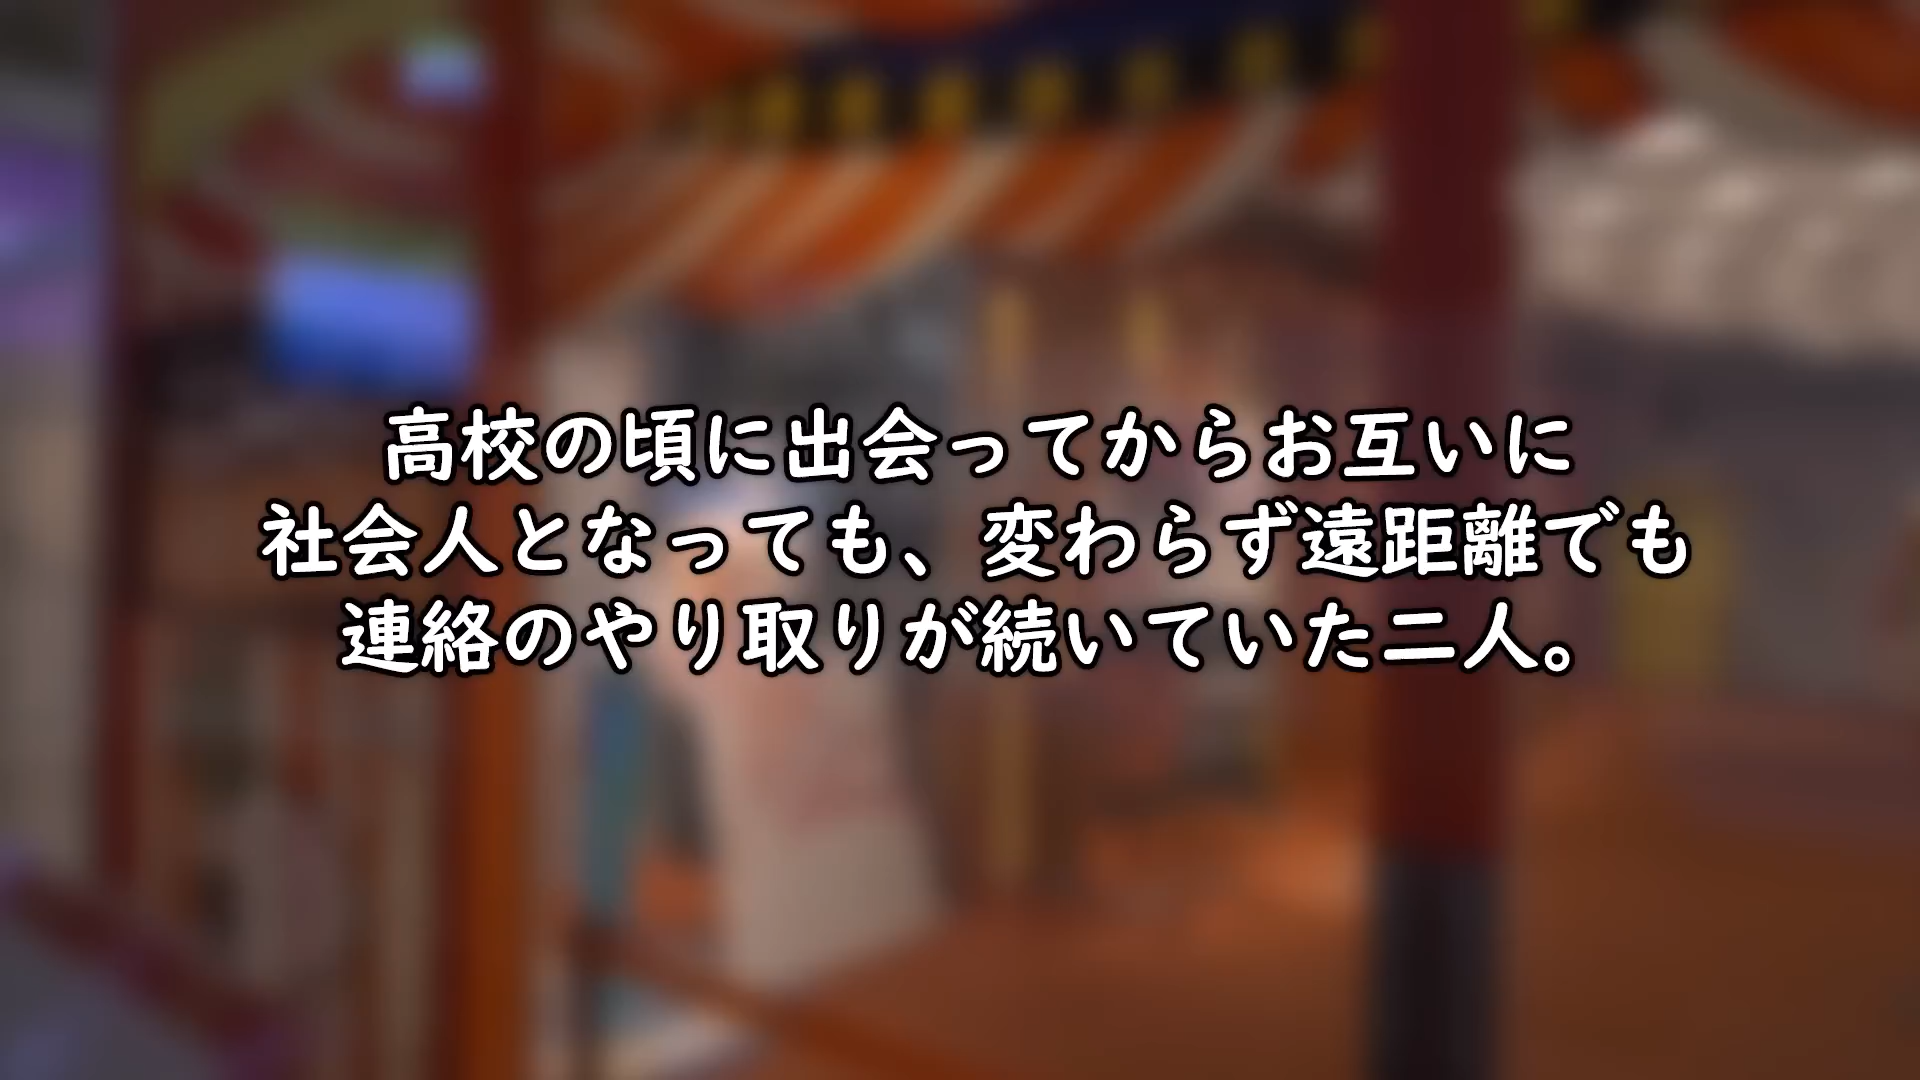 高校の頃に出会ってからお互いに
社会人となっても、変わらず遠距離でも
連絡のやり取りが続いていた二人。